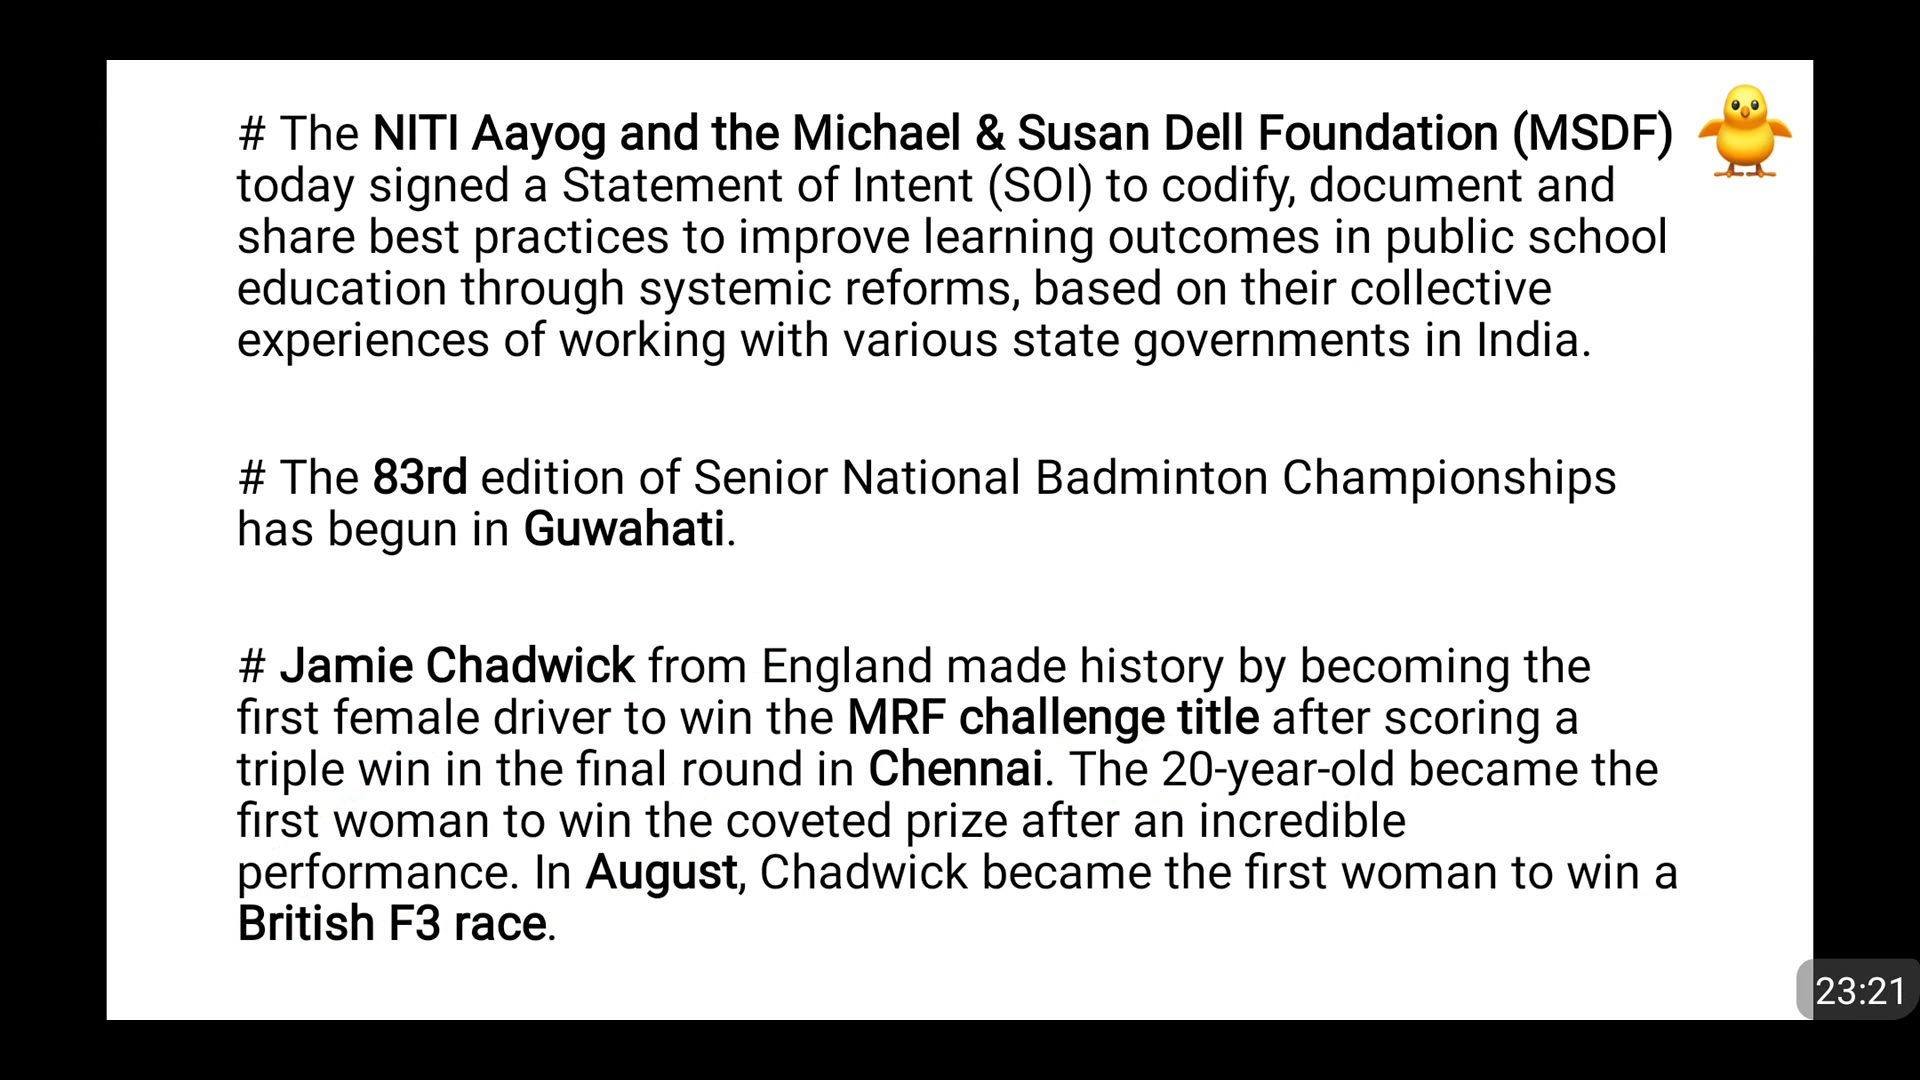 # The NITI Aayog and the Michael & Susan Dell Foundation (MSDF)
today signed a Statement of Intent (SOI) to codify, document and
share best practices to improve learning outcomes in public school
education through systemic reforms, based on their collective
experiences of working with various state governments in India.
# The 83rd edition of Senior National Badminton Championships
has begun in Guwahati.
# Jamie Chadwick from England made history by becoming the
first female driver to win the MRF challenge title after scoring a
triple win in the final round in Chennai. The 20-year-old became the
first woman to win the coveted prize after an incredible
performance. In August, Chadwick became the first woman to win a
British F3 race.
23:21